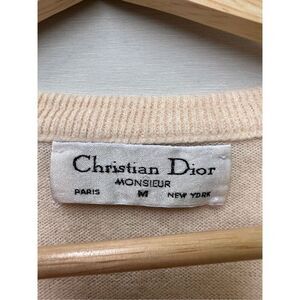 Christian Dior
MONSIEUR
PARIS M NEW YORK